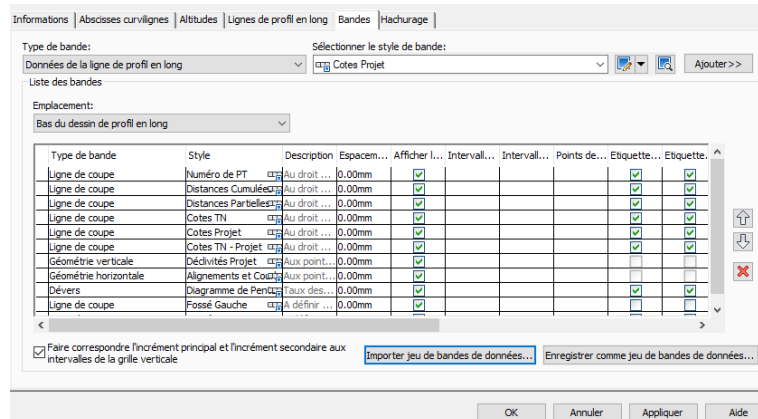 Informations Abscisses curvilignes Altitudes Lignes de profil en long Bandes Hachurage
Type de bande: Sélectionner le style de bande:
Données de la ligne de profil en long Cotes Projet Ajouter>>
Liste des bandes
Emplacement:
Bas du dessin de profil en long
Type de bande Style Description Espacem... Afficher l... Intervall... Intervall... Points de... Etiquette... Etiquette.
Ligne de coupe Numéro de PT Au droit ... 0.00mm
Ligne de coupe Distances Cumulées Au droit ... 0.00mm
Ligne de coupe Distances Partielles Au droit ... 0.00mm
Ligne de coupe Cotes TN Au droit ... 0.00mm
Ligne de coupe Cotes Projet Au droit ... 0.00mm
Ligne de coupe Cotes TN - Projet Au droit ... 0.00mm
Géométrie verticale Déclivités Projet Aux point... 0.00mm
Géométrie horizontale Alignements et Aux point... 0.00mm
Dévers Diagramme de Taux des... 0.00mm
Ligne de coupe Fossé Gauche A définir ... 0.00mm
Faire correspondre l'incrément principal et l'incrément secondaire aux
intervalles de la grille verticale
Importer jeu de bandes de données... Enregistrer comme jeu de bandes de données...
OK Annuler Appliquer Aide